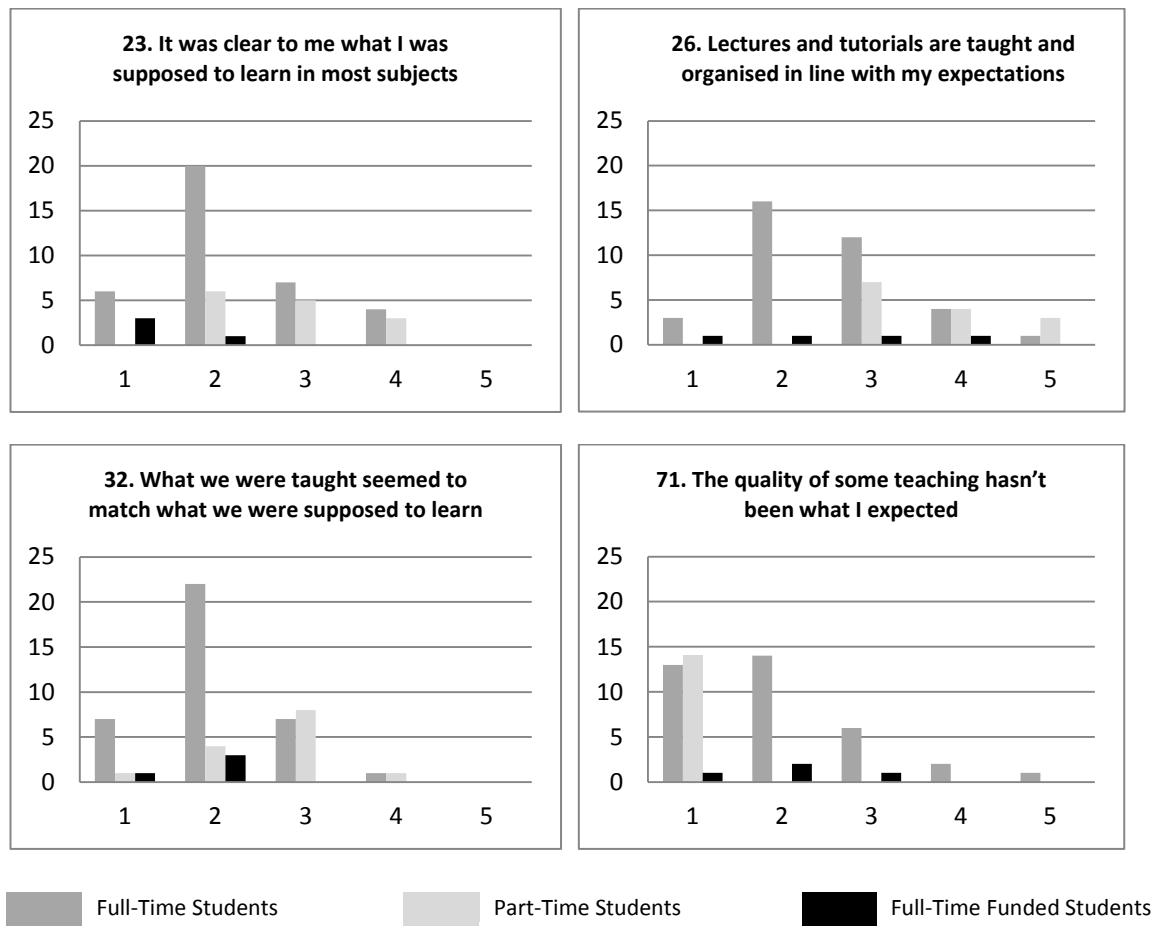 23. It was clear to me what I was
supposed to learn in most subjects
25
20
15
10
5
0
1 2 3 4 5
26. Lectures and tutorials are taught and
organised in line with my expectations
25
20
15
10
5
0
1 2 3 4 5
32. What we were taught seemed to
match what we were supposed to learn
25
20
15
10
5
0
1 2 3 4 5
71. The quality of some teaching hasn’t
been what I expected
25
20
15
10
5
0
1 2 3 4 5
Full-Time Students Part-Time Students Full-Time Funded Students